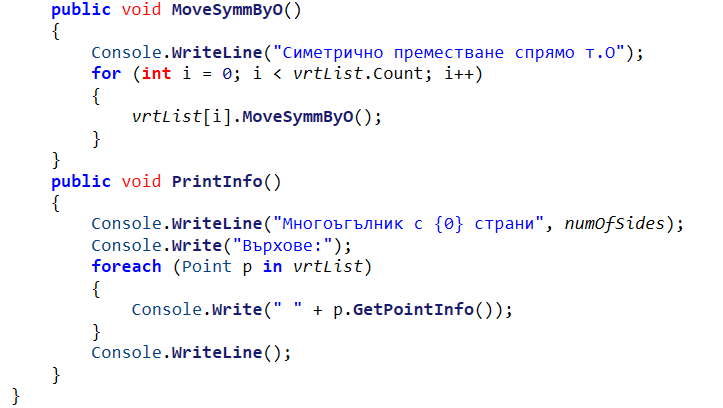 public void MoveSymmByO()
{
Console.WriteLine("Симетрично преместване спрямо т.О");
for (int i = 0; i < vrtList.Count; i++)
{
vrtList[i].MoveSymmByO();
}
}
public void PrintInfo()
{
Console.WriteLine("Многоъгълник с {0} страни", numOfSides);
Console.Write("Върхове:");
foreach (Point p in vrtList)
{
Console.Write(" " + p.GetPointInfo());
}
Console.WriteLine();
}
}